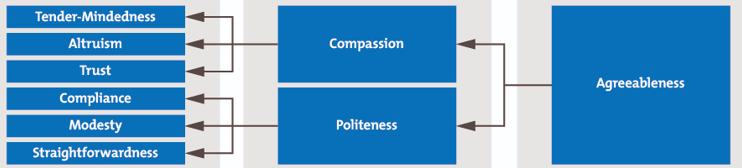 Tender-Mindedness
Altruism
Trust
Compliance
Modesty
Straightforwardness
Compassion
Politeness
Agreeableness